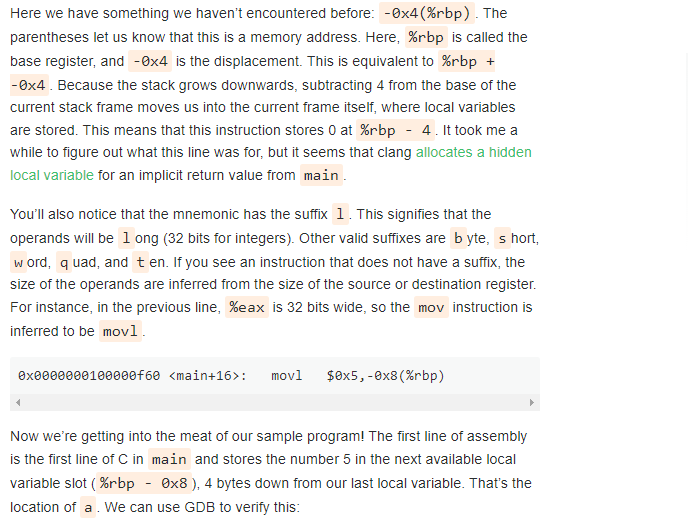 Here we have something we haven't encountered before: -0x4(%rbp) . The
parentheses let us know that this is a memory address. Here, %rbp is called the
base register, and -0x4 is the displacement. This is equivalent to %rbp +
-0x4 . Because the stack grows downwards, subtracting 4 from the base of the
current stack frame moves us into the current frame itself, where local variables
are stored. This means that this instruction stores 0 at %rbp - 4 . It took me a
while to figure out what this line was for, but it seems that clang allocates a hidden
local variable for an implicit return value from main .
You'll also notice that the mnemonic has the suffix l . This signifies that the
operands will be l ong (32 bits for integers). Other valid suffixes are b yte, s hort,
w ord, q uad, and t en. If you see an instruction that does not have a suffix, the
size of the operands are inferred from the size of the source or destination register.
For instance, in the previous line, %eax is 32 bits wide, so the mov instruction is
inferred to be movl .
0x0000000100000f60 <main+16>: movl $0x5,-0x8(%rbp)
Now we're getting into the meat of our sample program! The first line of assembly
is the first line of C in main and stores the number 5 in the next available local
variable slot ( %rbp - 0x8 ), 4 bytes down from our last local variable. That's the
location of a . We can use GDB to verify this: